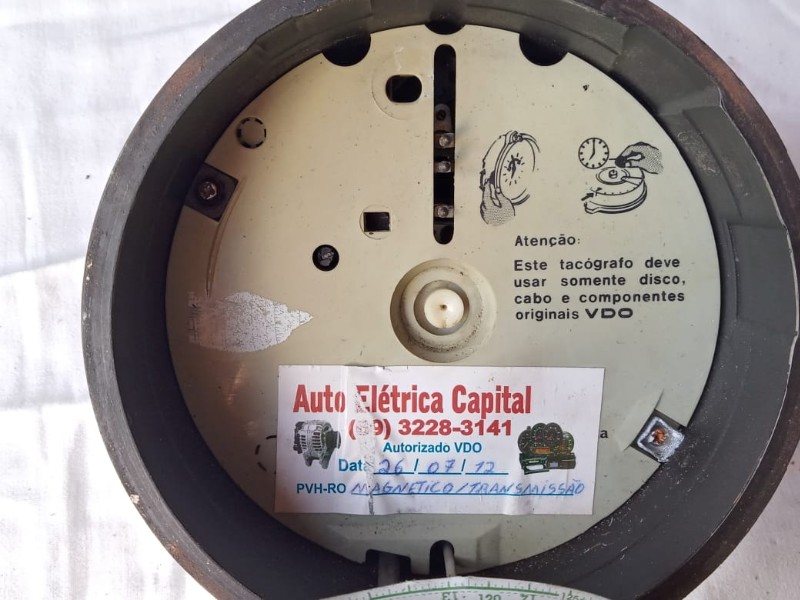 Atenção:
Este tacógrafo deve
usar somente disco,
cabo e componentes
originais VDO
Auto Elétrica Capital
3228-3141
Autorizado VDO
Data 26/07/12
PVH-RO MAGNETICO/TRANSMISSÃO
a
120